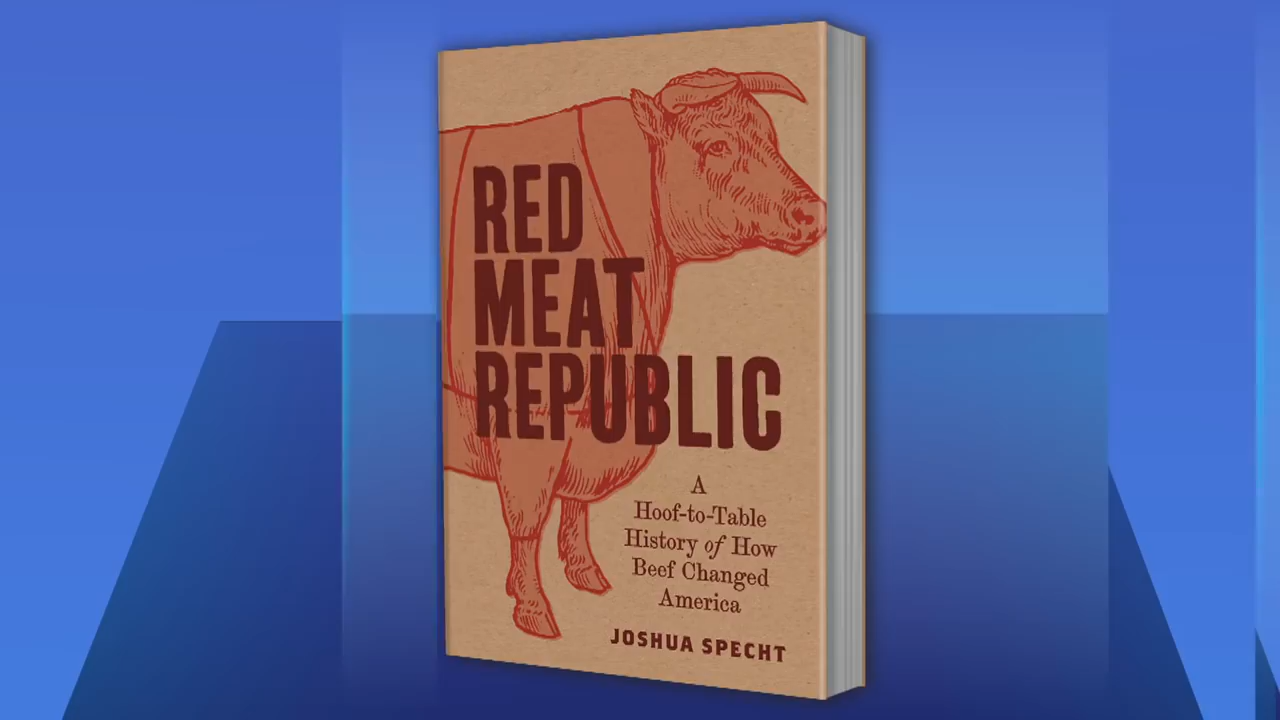 RED
MEAT
REPUBLIC
A
Hoof-to-Table
History of How
Beef Changed
America
JOSHUA SPECHT